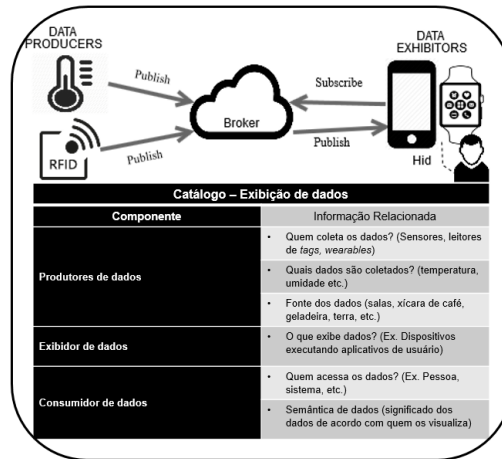 DATA
PRODUCERS
DATA
EXHIBITORS
Publish
Subscribe
Broker
RFID
Publish
Publish
Hid
Catálogo – Exibição de dados
Componente
Informação Relacionada
Produtores de dados
• Quem coleta os dados? (Sensores, leitores
de tags, wearables)
• Quais dados são coletados? (temperatura,
umidade etc.)
• Fonte dos dados (salas, xícara de café,
geladeira, terra, etc.)
Exibidor de dados
• O que exibe dados? (Ex. Dispositivos
executando aplicativos de usuário)
Consumidor de dados
• Quem acessa os dados? (Ex. Pessoa,
sistema, etc.)
• Semântica de dados (significado dos
dados de acordo com quem os visualiza)